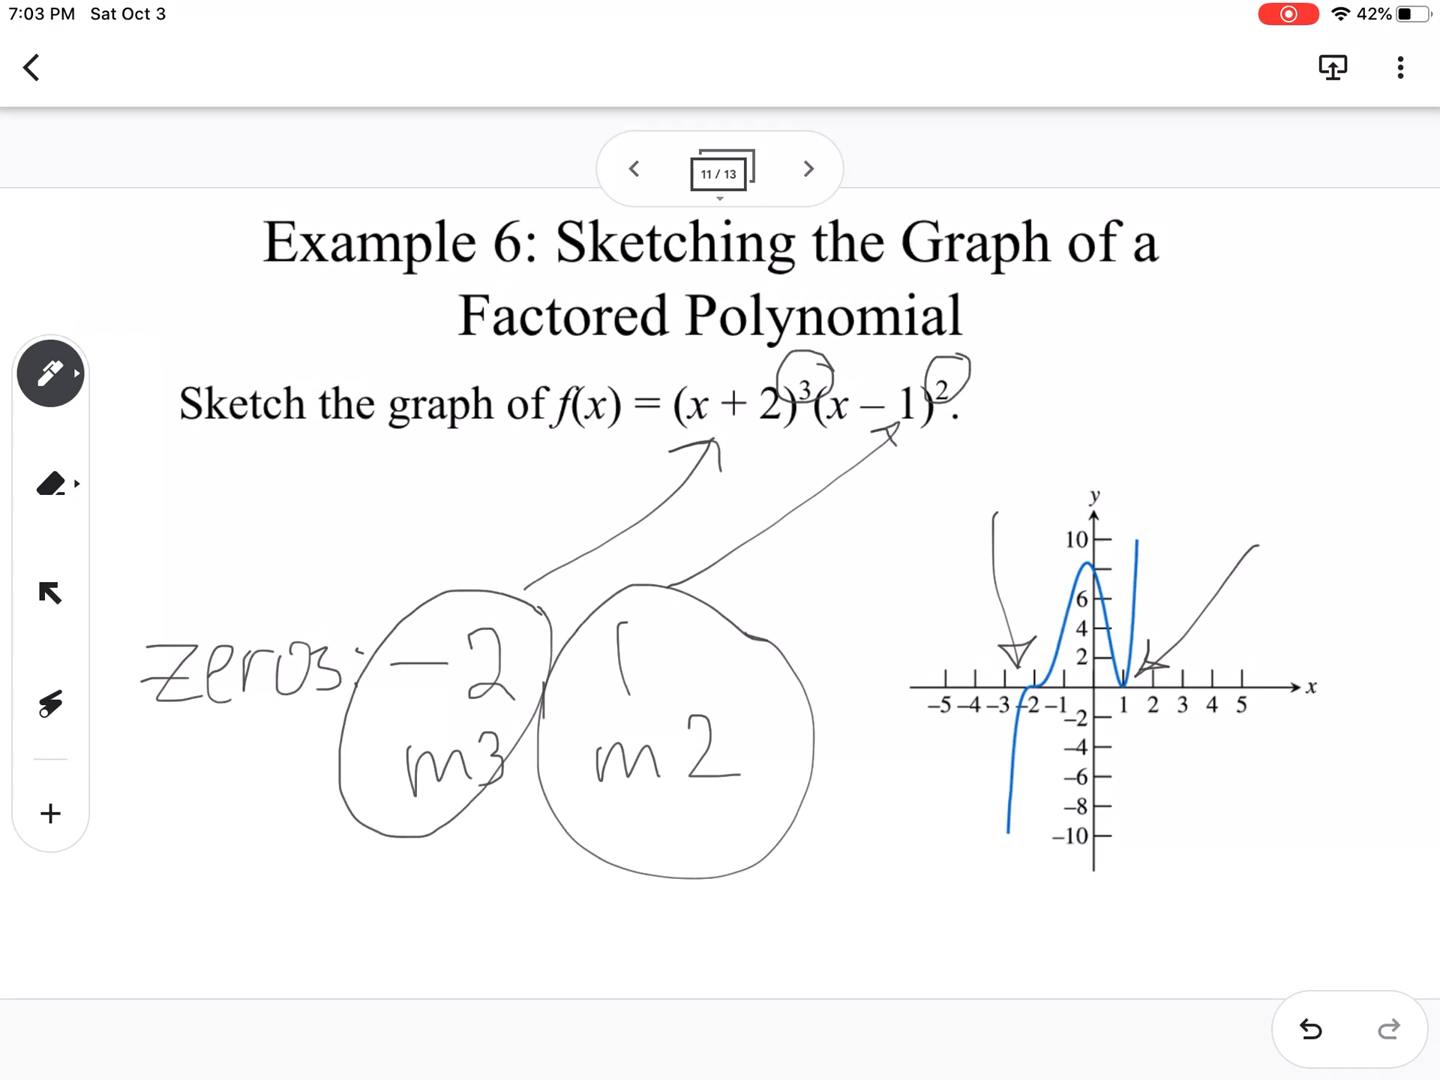 7:03 PM Sat Oct 3
42%
11 / 13
Example 6: Sketching the Graph of a
Factored Polynomial
Sketch the graph of f(x) = (x + 2)³(x – 1)².
zeros: –2 1
m3 m2
y
10
6
4
2
–5 –4 –3 –2 –1 1 2 3 4 5 x
–2
–4
–6
–8
–10